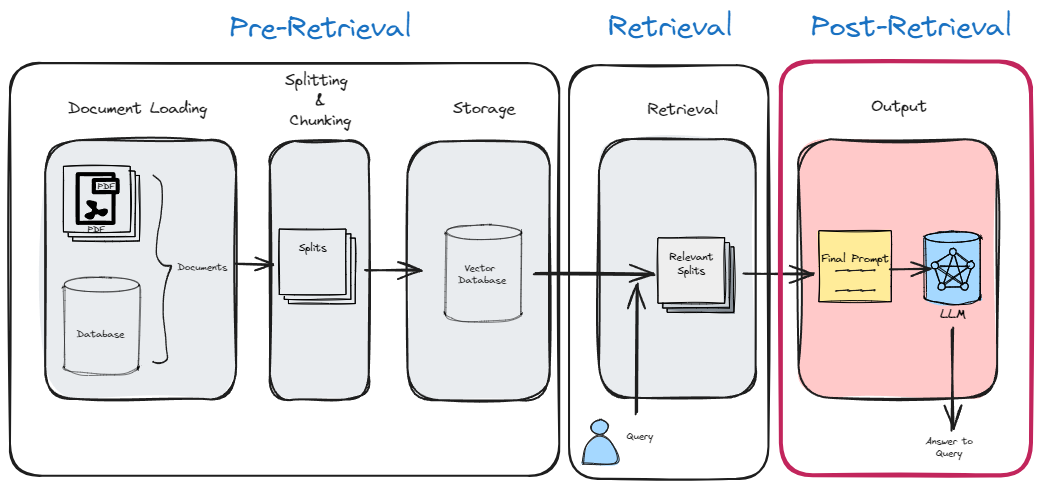 Pre-Retrieval
Retrieval
Post-Retrieval
Document Loading
Splitting
&
Chunking
Storage
Retrieval
Output
PDF
PDF
Documents
Database
Splits
Vector
Database
Relevant
Splits
Final Prompt
LLM
Query
Answer to
Query